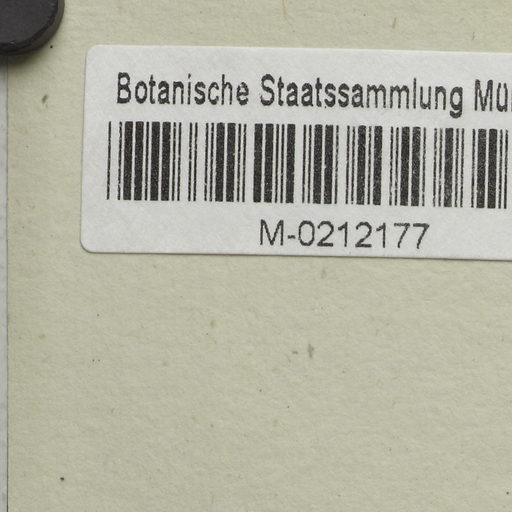 Botanische Staatssammlung Mü
M-0212177